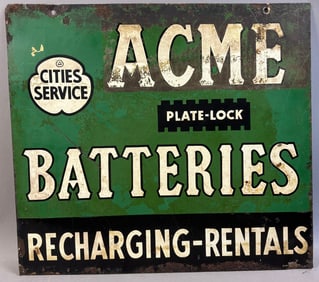 ACME
CITIES
SERVICE
PLATE-LOCK
BATTERIES
RECHARGING-RENTALS